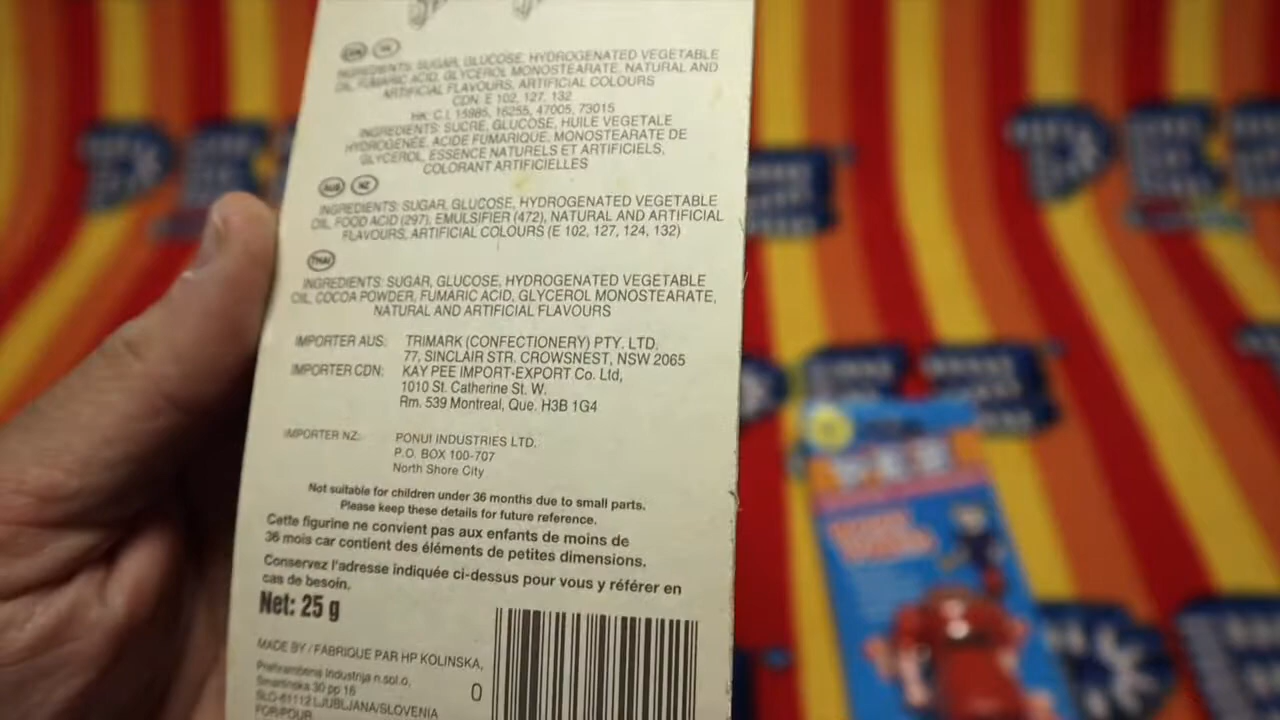 INGREDIENTS: SUGAR, GLUCOSE, HYDROGENATED VEGETABLE
OIL, FUMARIC ACID, GLYCEROL MONOSTEARATE, NATURAL AND
ARTIFICIAL FLAVOURS, ARTIFICIAL COLOURS
CDN: E 102, 127, 132
HK: C.I. 15985, 16255, 47005, 73015
INGREDIENTS: SUCRE, GLUCOSE, HUILE VEGETALE
HYDROGENÉE, ACIDE FUMARIQUE, MONOSTEARATE DE
GLYCEROL, ESSENCE NATURELS ET ARTIFICIELS,
COLORANT ARTIFICIELLES
AUS NZ
INGREDIENTS: SUGAR, GLUCOSE, HYDROGENATED VEGETABLE
OIL, FOOD ACID (297), EMULSIFIER (472), NATURAL AND ARTIFICIAL
FLAVOURS, ARTIFICIAL COLOURS (E 102, 127, 124, 132)
THAI
INGREDIENTS: SUGAR, GLUCOSE, HYDROGENATED VEGETABLE
OIL, COCOA POWDER, FUMARIC ACID, GLYCEROL MONOSTEARATE,
NATURAL AND ARTIFICIAL FLAVOURS
IMPORTER AUS: TRIMARK (CONFECTIONERY) PTY. LTD.
77, SINCLAIR STR. CROWSNEST, NSW 2065
IMPORTER CDN: KAY PEE IMPORT-EXPORT Co. Ltd,
1010 St. Catherine St. W.
Rm. 539 Montreal, Que. H3B 1G4
IMPORTER NZ: PONUI INDUSTRIES LTD.
P.O. BOX 100-707
North Shore City
Not suitable for children under 36 months due to small parts.
Please keep these details for future reference.
Cette figurine ne convient pas aux enfants de moins de
36 mois car contient des éléments de petites dimensions.
Conservez l'adresse indiquée ci-dessus pour vous y référer en
cas de besoin.
Net: 25 g
MADE BY / FABRIQUE PAR HP KOLINSKA,
Prehrambena Industrija n.sol.o,
Smartinska 30 pp 16
SLO-61112 LJUBLJANA/SLOVENIA
FOR/POUR
0
PEZ